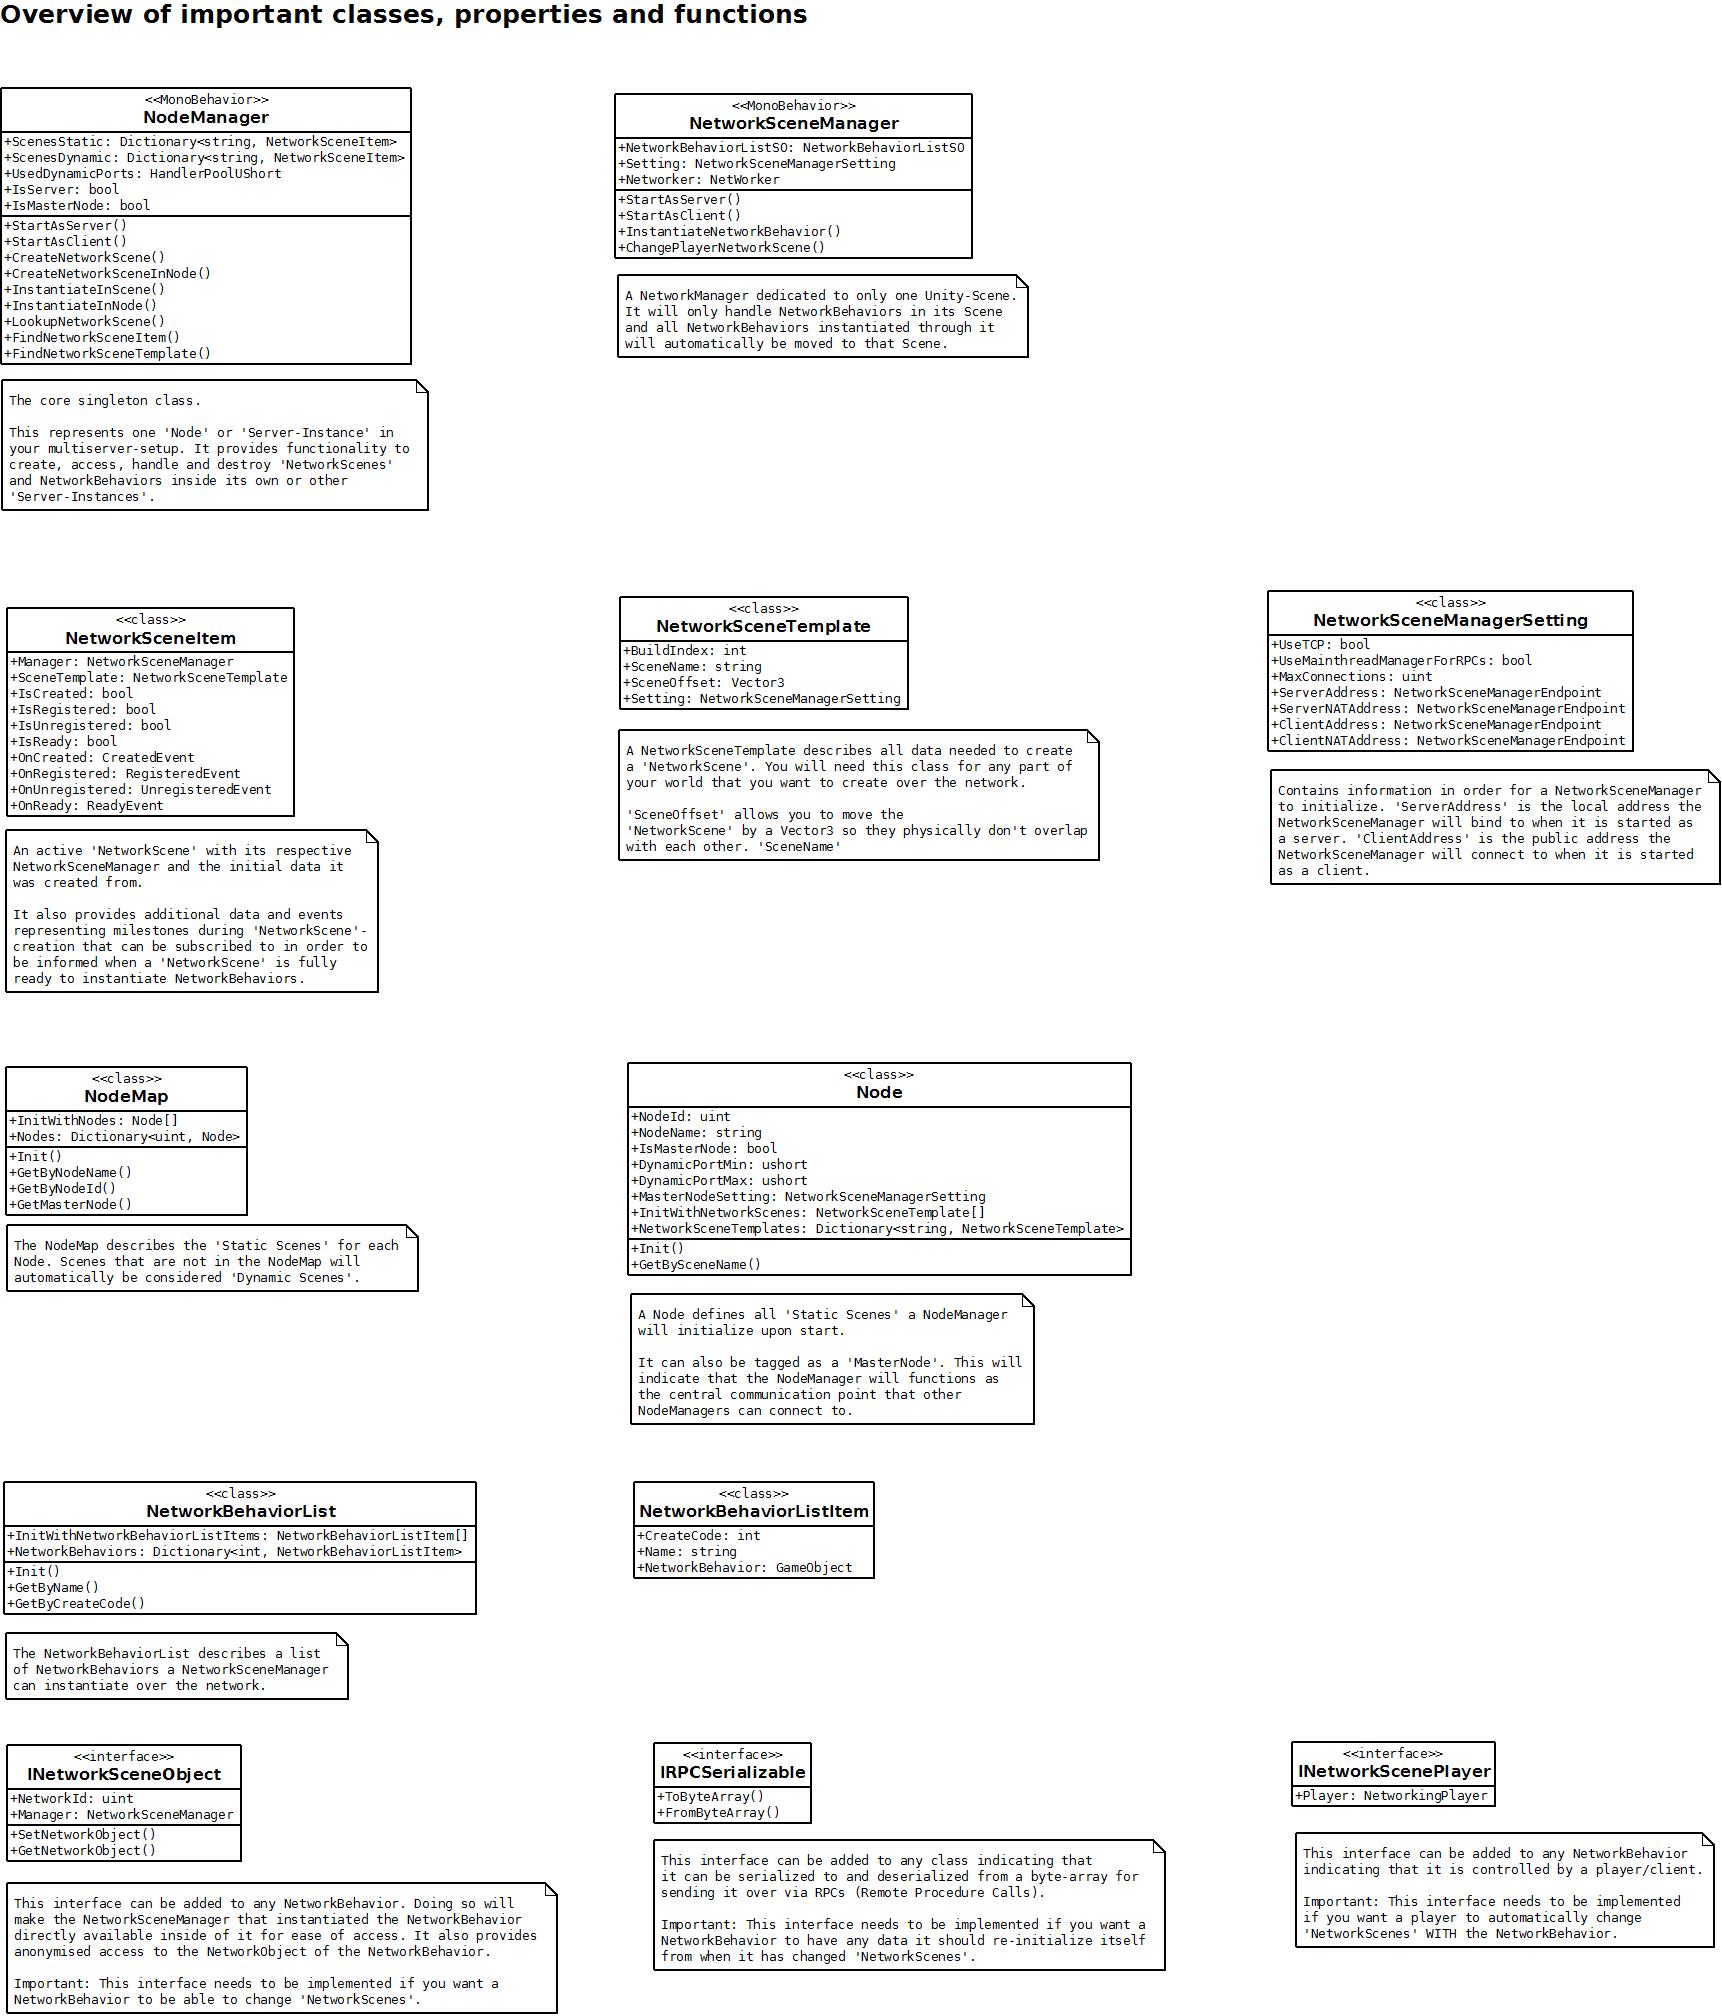 Overview of important classes, properties and functions
<<MonoBehavior>>
NodeManager
+ScenesStatic: Dictionary<string, NetworkSceneItem>
+ScenesDynamic: Dictionary<string, NetworkSceneItem>
+UsedDynamicPorts: HandlerPoolUShort
+IsServer: bool
+IsMasterNode: bool
+StartAsServer()
+StartAsClient()
+CreateNetworkScene()
+CreateNetworkSceneInNode()
+InstantiateInScene()
+InstantiateInNode()
+LookupNetworkScene()
+FindNetworkSceneItem()
+FindNetworkSceneTemplate()
The core singleton class.
This represents one 'Node' or 'Server-Instance' in
your multiserver-setup. It provides functionality to
create, access, handle and destroy 'NetworkScenes'
and NetworkBehaviors inside its own or other
'Server-Instances'.
<<MonoBehavior>>
NetworkSceneManager
+NetworkBehaviorListSO: NetworkBehaviorListSO
+Setting: NetworkSceneManagerSetting
+Networker: NetWorker
+StartAsServer()
+StartAsClient()
+InstantiateNetworkBehavior()
+ChangePlayerNetworkScene()
A NetworkManager dedicated to only one Unity-Scene.
It will only handle NetworkBehaviors in its Scene
and all NetworkBehaviors instantiated through it
will automatically be moved to that Scene.
<<class>>
NetworkSceneItem
+Manager: NetworkSceneManager
+SceneTemplate: NetworkSceneTemplate
+IsCreated: bool
+IsRegistered: bool
+IsUnregistered: bool
+IsReady: bool
+OnCreated: CreatedEvent
+OnRegistered: RegisteredEvent
+OnUnregistered: UnregisteredEvent
+OnReady: ReadyEvent
An active 'NetworkScene' with its respective
NetworkSceneManager and the initial data it
was created from.
It also provides additional data and events
representing milestones during 'NetworkScene'-
creation that can be subscribed to in order to
be informed when a 'NetworkScene' is fully
ready to instantiate NetworkBehaviors.
<<class>>
NetworkSceneTemplate
+BuildIndex: int
+SceneName: string
+SceneOffset: Vector3
+Setting: NetworkSceneManagerSetting
A NetworkSceneTemplate describes all data needed to create
a 'NetworkScene'. You will need this class for any part of
your world that you want to create over the network.
'SceneOffset' allows you to move the
'NetworkScene' by a Vector3 so they physically don't overlap
with each other. 'SceneName'
<<class>>
NetworkSceneManagerSetting
+UseTCP: bool
+UseMainthreadManagerForRPCs: bool
+MaxConnections: uint
+ServerAddress: NetworkSceneManagerEndpoint
+ServerNATAddress: NetworkSceneManagerEndpoint
+ClientAddress: NetworkSceneManagerEndpoint
+ClientNATAddress: NetworkSceneManagerEndpoint
Contains information in order for a NetworkSceneManager
to initialize. 'ServerAddress' is the local address the
NetworkSceneManager will bind to when it is started as
a server. 'ClientAddress' is the public address the
NetworkSceneManager will connect to when it is started
as a client.
<<class>>
NodeMap
+InitWithNodes: Node[]
+Nodes: Dictionary<uint, Node>
+Init()
+GetByNodeName()
+GetByNodeId()
+GetMasterNode()
The NodeMap describes the 'Static Scenes' for each
Node. Scenes that are not in the NodeMap will
automatically be considered 'Dynamic Scenes'.
<<class>>
Node
+NodeId: uint
+NodeName: string
+IsMasterNode: bool
+DynamicPortMin: ushort
+DynamicPortMax: ushort
+MasterNodeSetting: NetworkSceneManagerSetting
+InitWithNetworkScenes: NetworkSceneTemplate[]
+NetworkSceneTemplates: Dictionary<string, NetworkSceneTemplate>
+Init()
+GetBySceneName()
A Node defines all 'Static Scenes' a NodeManager
will initialize upon start.
It can also be tagged as a 'MasterNode'. This will
indicate that the NodeManager will functions as
the central communication point that other
NodeManagers can connect to.
<<class>>
NetworkBehaviorList
+InitWithNetworkBehaviorListItems: NetworkBehaviorListItem[]
+NetworkBehaviors: Dictionary<int, NetworkBehaviorListItem>
+Init()
+GetByName()
+GetByCreateCode()
The NetworkBehaviorList describes a list
of NetworkBehaviors a NetworkSceneManager
can instantiate over the network.
<<class>>
NetworkBehaviorListItem
+CreateCode: int
+Name: string
+NetworkBehavior: GameObject
<<interface>>
INetworkSceneObject
+NetworkId: uint
+Manager: NetworkSceneManager
+SetNetworkObject()
+GetNetworkObject()
This interface can be added to any NetworkBehavior. Doing so will
make the NetworkSceneManager that instantiated the NetworkBehavior
directly available inside of it for ease of access. It also provides
anonymised access to the NetworkObject of the NetworkBehavior.
Important: This interface needs to be implemented if you want a
NetworkBehavior to be able to change 'NetworkScenes'.
<<interface>>
IRPCSerializable
+ToByteArray()
+FromByteArray()
This interface can be added to any class indicating that
it can be serialized to and deserialized from a byte-array for
sending it over via RPCs (Remote Procedure Calls).
Important: This interface needs to be implemented if you want a
NetworkBehavior to have any data it should re-initialize itself
from when it has changed 'NetworkScenes'.
<<interface>>
INetworkScenePlayer
+Player: NetworkingPlayer
This interface can be added to any NetworkBehavior
indicating that it is controlled by a player/client.
Important: This interface needs to be implemented
if you want a player to automatically change
'NetworkScenes' WITH the NetworkBehavior.